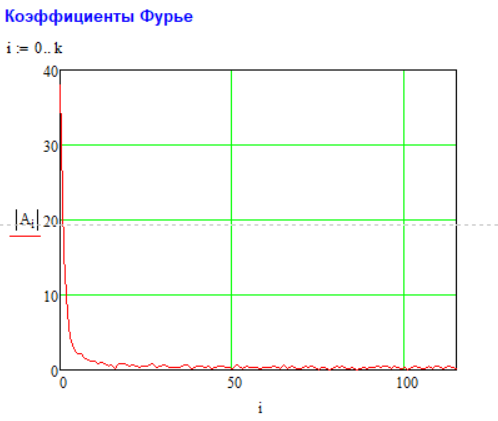 Коэффициенты Фурье
i := 0.. k
40
30
|Aᵢ| 20
10
0
0 50 100
i